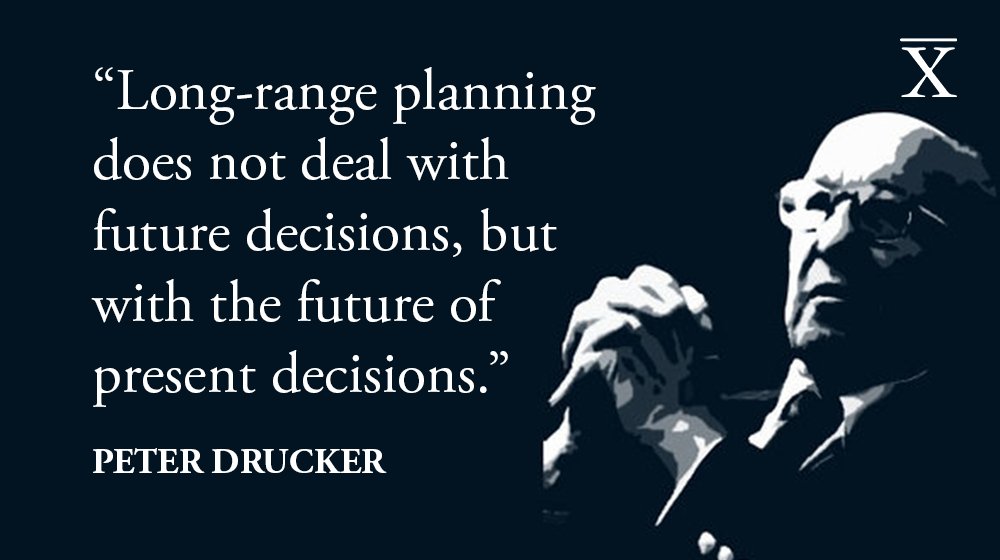 X
“Long-range planning
does not deal with
future decisions, but
with the future of
present decisions.”
PETER DRUCKER